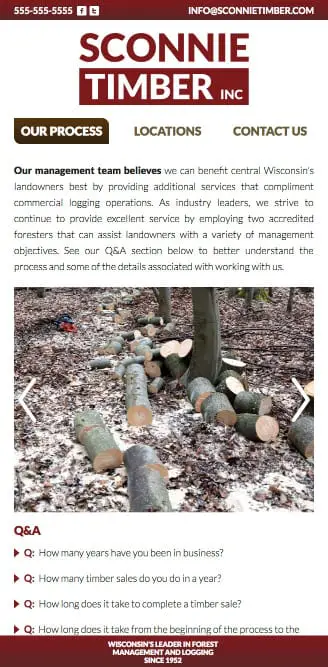 555-555-5555 INFO@SCONNIETIMBER.COM
SCONNIE
TIMBER INC
OUR PROCESS LOCATIONS CONTACT US
Our management team believes we can benefit central Wisconsin's
landowners best by providing additional services that compliment
commercial logging operations. As industry leaders, we strive to
continue to provide excellent service by employing two accredited
foresters that can assist landowners with a variety of management
objectives. See our Q&A section below to better understand the
process and some of the details associated with working with us.
Q&A
Q: How many years have you been in business?
Q: How many timber sales do you do in a year?
Q: How long does it take to complete a timber sale?
Q: How long does it take from the beginning of the process to the
WISCONSIN'S LEADER IN FOREST
MANAGEMENT AND LOGGING
SINCE 1952